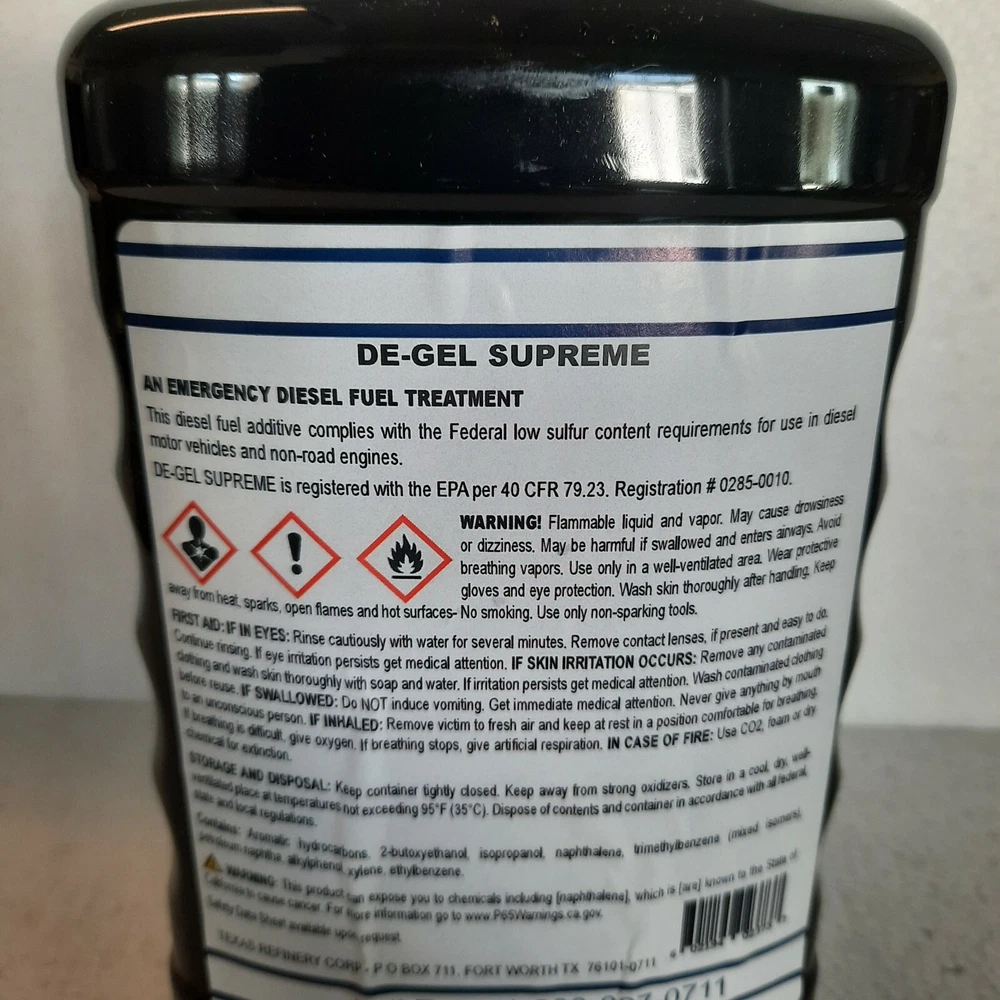 DE-GEL SUPREME
AN EMERGENCY DIESEL FUEL TREATMENT
This diesel fuel additive complies with the Federal low sulfur content requirements for use in diesel
motor vehicles and non-road engines.
DE-GEL SUPREME is registered with the EPA per 40 CFR 79.23. Registration # 0285-0010.
WARNING! Flammable liquid and vapor. May cause drowsiness
or dizziness. May be harmful if swallowed and enters airways. Avoid
breathing vapors. Use only in a well-ventilated area. Wear protective
gloves and eye protection. Wash skin thoroughly after handling. Keep
away from heat, sparks, open flames and hot surfaces- No smoking. Use only non-sparking tools.
FIRST AID: IF IN EYES: Rinse cautiously with water for several minutes. Remove contact lenses, if present and easy to do.
Continue rinsing. If eye irritation persists get medical attention. IF SKIN IRRITATION OCCURS: Remove any contaminated
clothing and wash skin thoroughly with soap and water. If irritation persists get medical attention. Wash contaminated clothing
before reuse. IF SWALLOWED: Do NOT induce vomiting. Get immediate medical attention. Never give anything by mouth
to an unconscious person. IF INHALED: Remove victim to fresh air and keep at rest in a position comfortable for breathing.
If breathing is difficult, give oxygen. If breathing stops, give artificial respiration. IN CASE OF FIRE: Use CO2, foam or dry
chemical for extinction.
STORAGE AND DISPOSAL: Keep container tightly closed. Keep away from strong oxidizers. Store in a cool, dry, well-
ventilated place at temperatures not exceeding 95°F (35°C). Dispose of contents and container in accordance with all federal,
state and local regulations.
Contains: Aromatic hydrocarbons, 2-butoxyethanol, isopropanol, naphthalene, trimethylbenzene (mixed isomers),
petroleum naphtha, alkylphenol, xylene, ethylbenzene.
WARNING: This product can expose you to chemicals including [naphthalene], which is [are] known to the State of
California to cause cancer. For more information go to www.P65Warnings.ca.gov.
Safety Data Sheet available upon request
TEXAS REFINERY CORP - P O BOX 711, FORT WORTH TX 76101-0711
0711